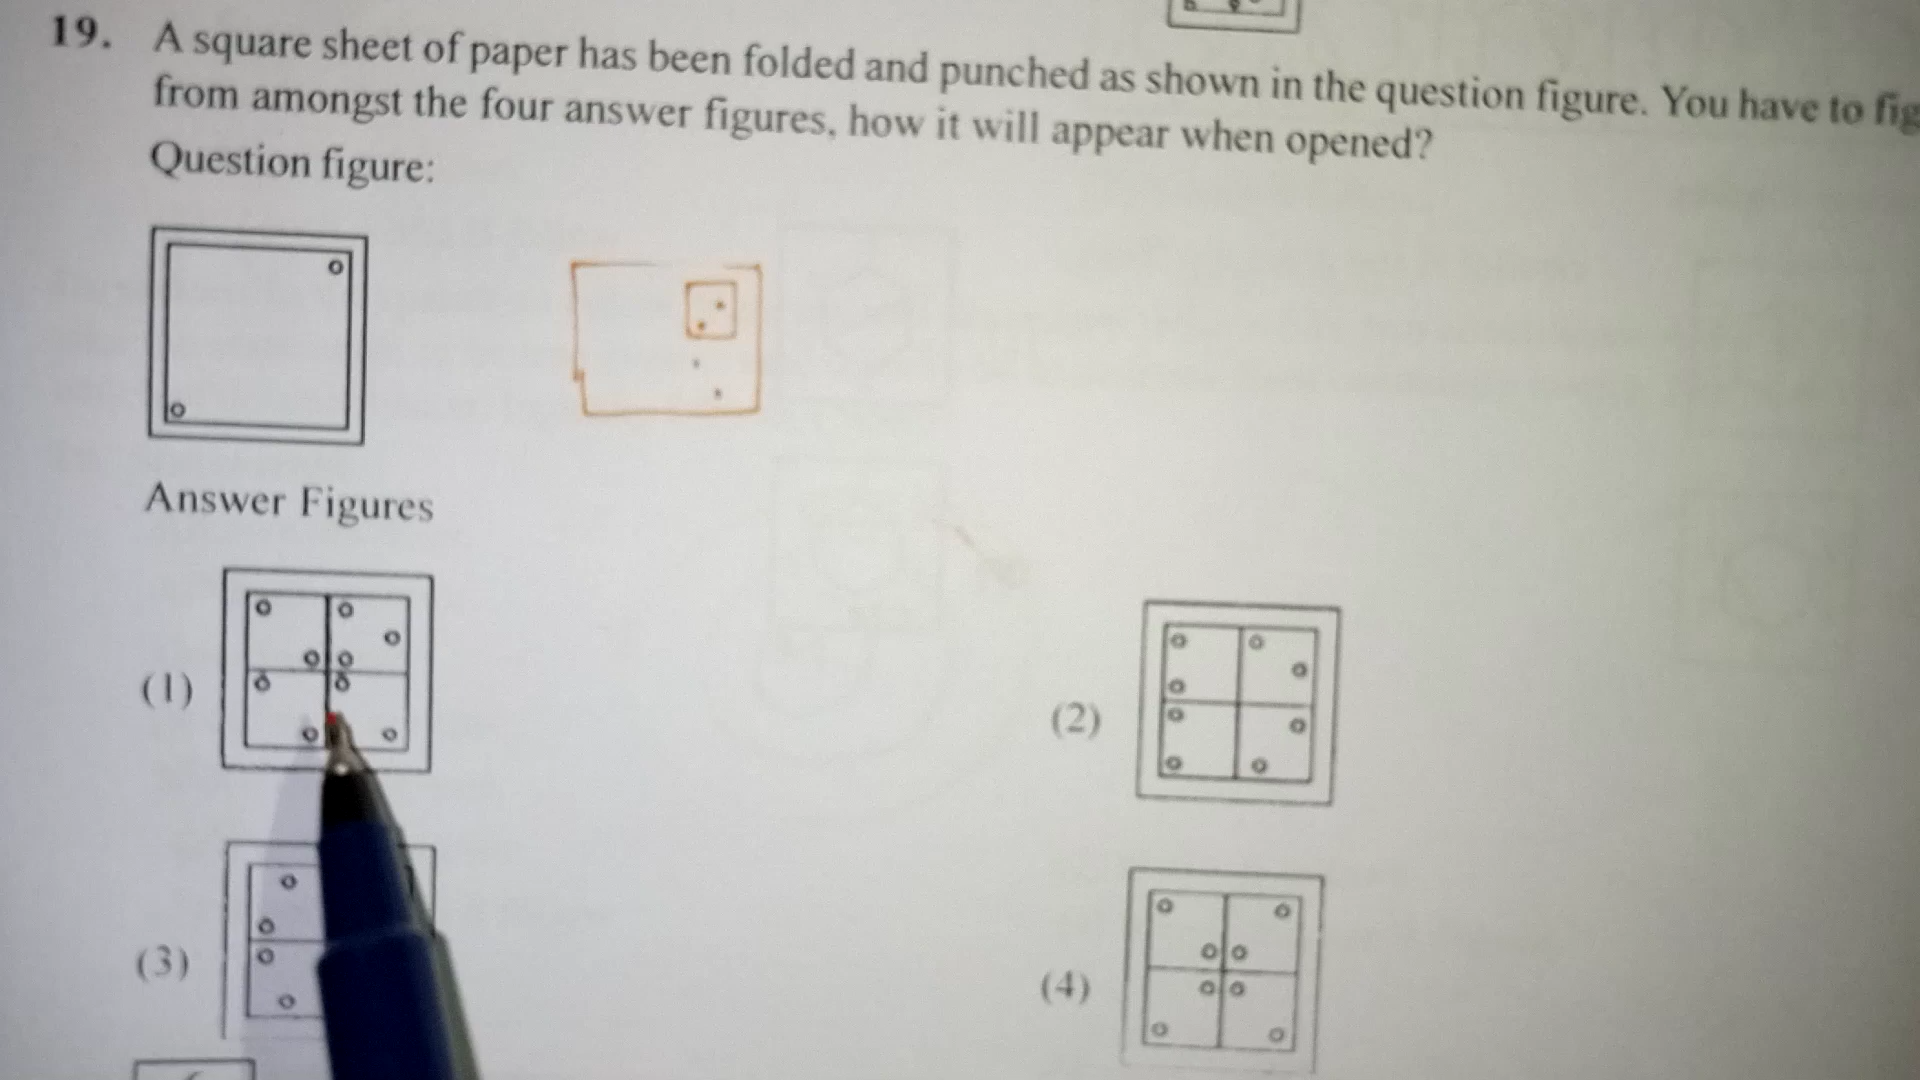 19. A square sheet of paper has been folded and punched as shown in the question figure. You have to
from amongst the four answer figures, how it will appear when opened?
Question figure:
Answer Figures
(1)
(2)
(3)
(4)